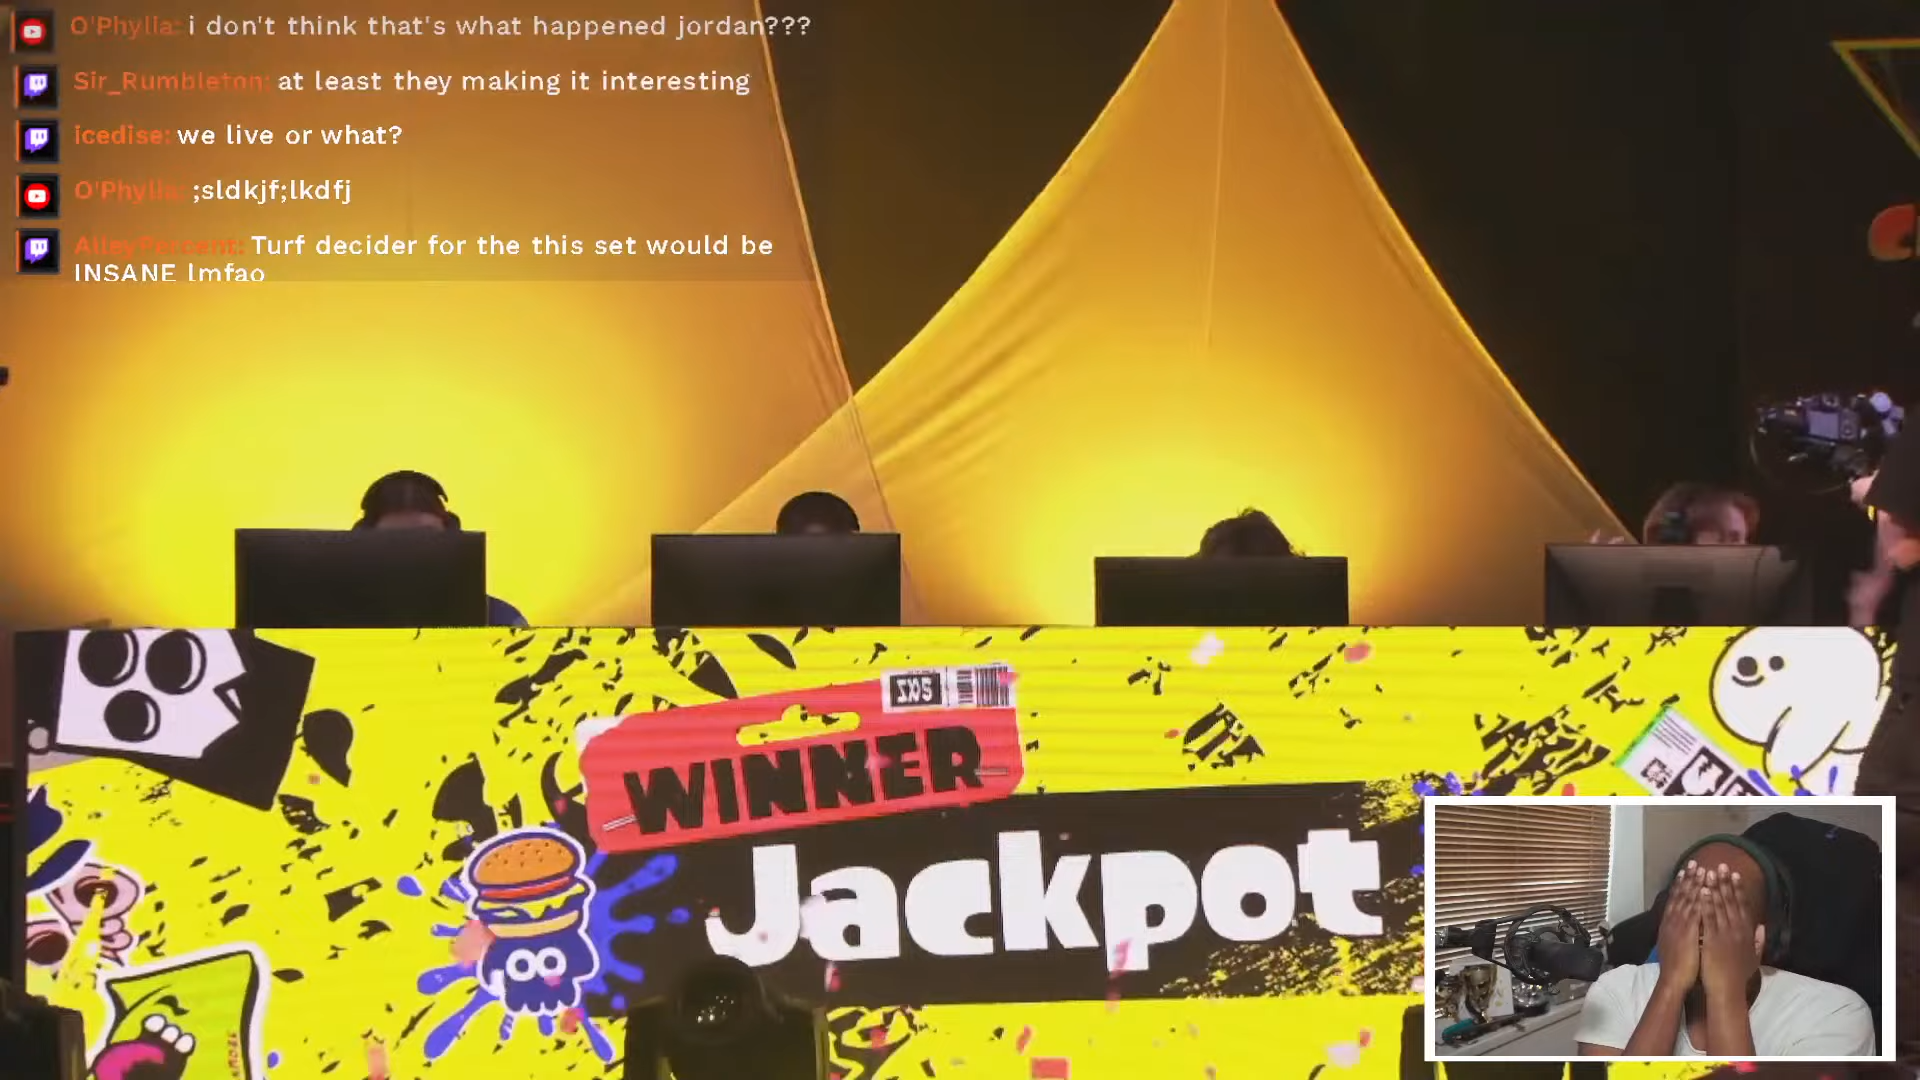 O'Phylia: i don't think that's what happened jordan???
Sir_Rumbleton: at least they making it interesting
icedise: we live or what?
O'Phylia: ;sldkjf;lkdfj
AlleyPercent: Turf decider for the this set would be
INSANE lmfao
WINNER
Jackpot